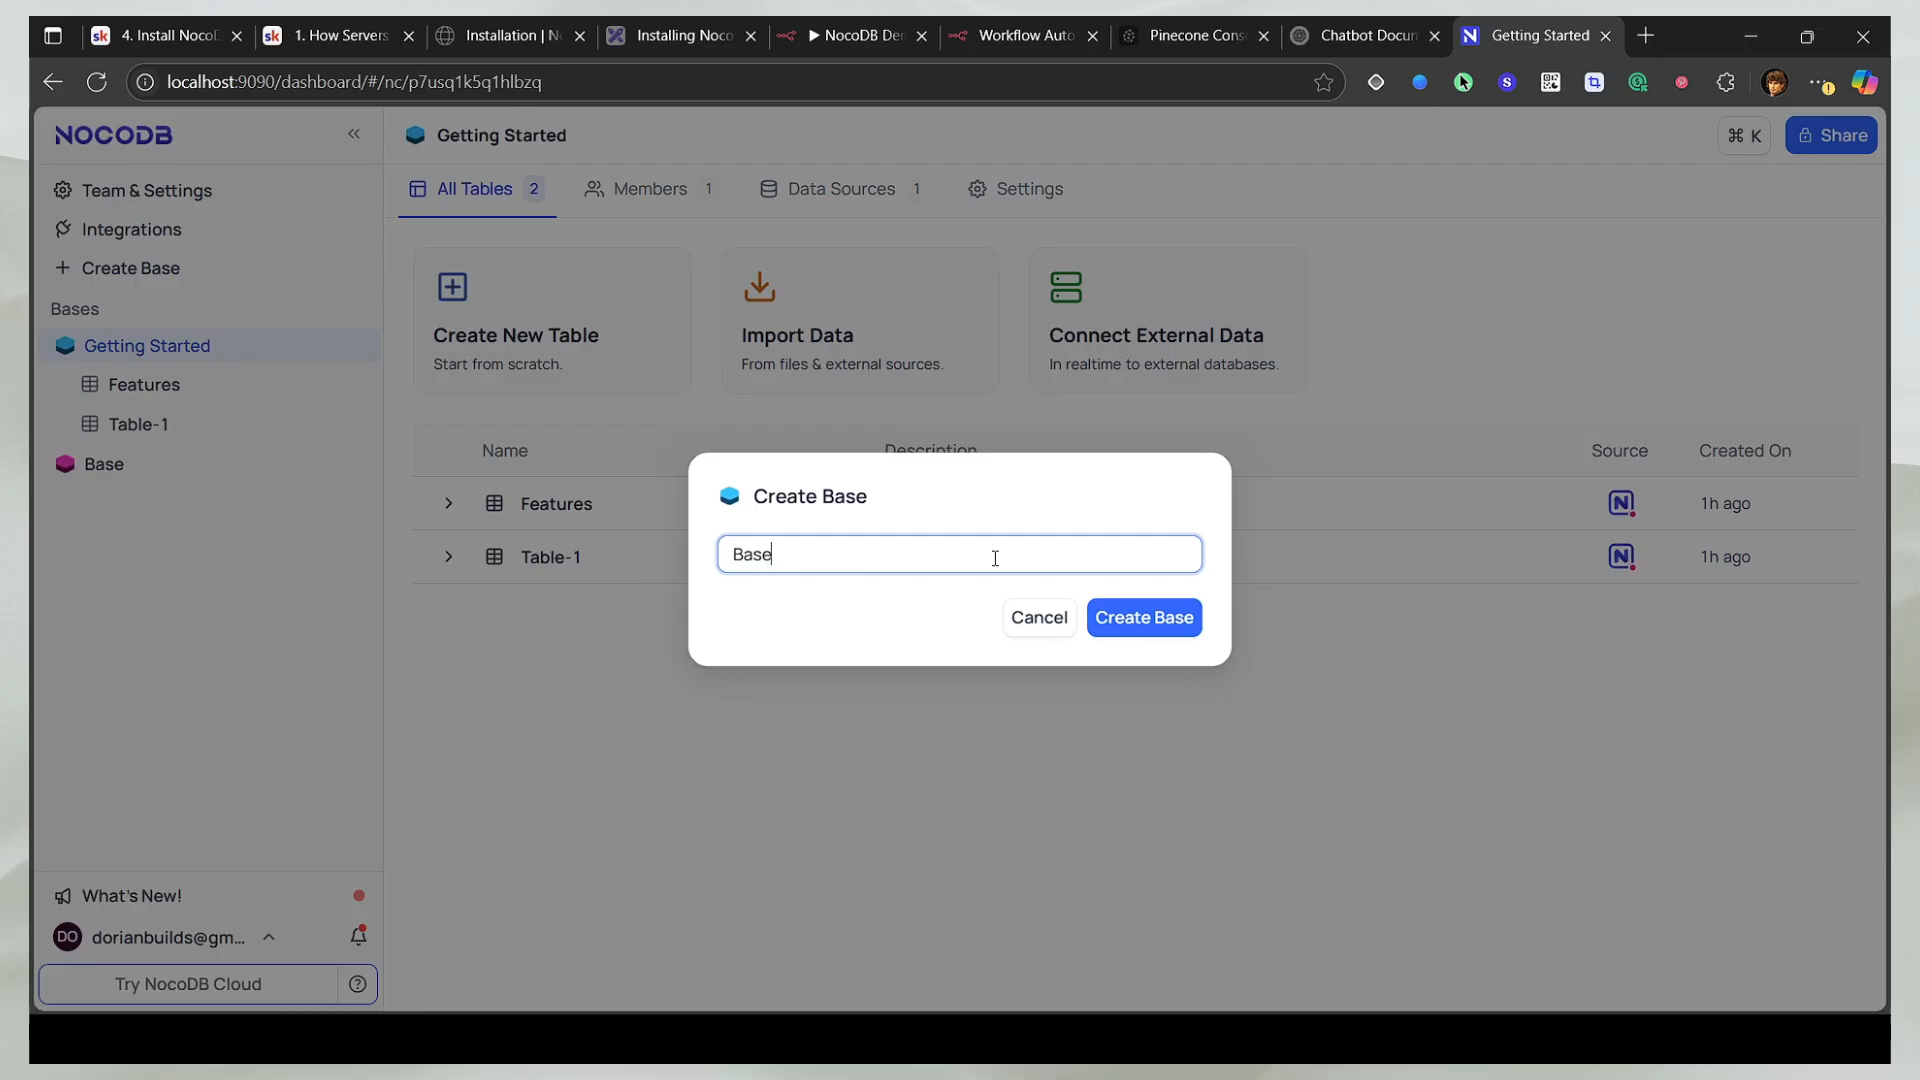 4. Install NocoD
1. How Servers
Installation | N
Installing Noco
▶ NocoDB Der
Workflow Auto
Pinecone Cons
Chatbot Docum
Getting Started
localhost:9090/dashboard/#/nc/p7usq1k5q1hlbzq
NOCODB
Getting Started
⌘ K
Share
Team & Settings
All Tables 2
Members 1
Data Sources 1
Settings
Integrations
Create Base
Bases
Getting Started
Features
Table-1
Base
Create New Table
Start from scratch.
Import Data
From files & external sources.
Connect External Data
In realtime to external databases.
Name
Description
Source
Created On
Features
1h ago
Table-1
1h ago
Create Base
Base
Cancel
Create Base
What's New!
DO
dorianbuilds@gm...
Try NocoDB Cloud